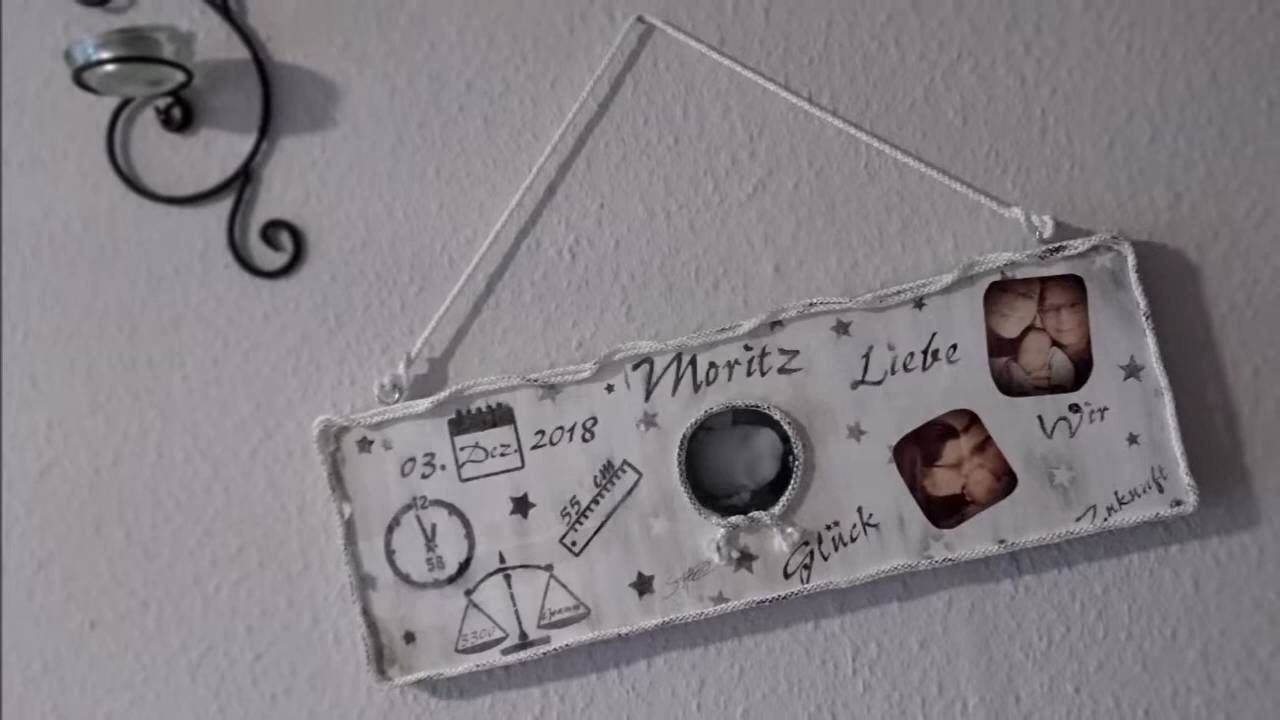 Moritz
Liebe
03. Dez. 2018
Wir
55 cm
12
58
Glück
Zukunft
3300